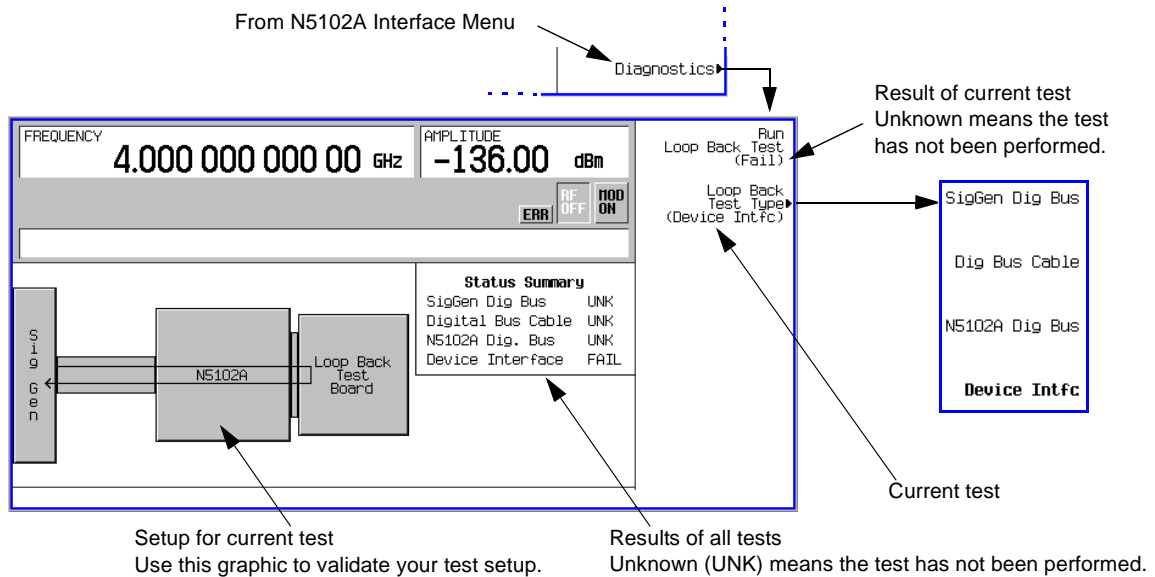 From N5102A Interface Menu
Diagnostics
Result of current test
Unknown means the test
has not been performed.
FREQUENCY
4.000 000 000 00 GHz
AMPLITUDE
-136.00 dBm
ERR
RF
OFF
MOD
ON
Run
Loop Back Test
(Fail)
Loop Back
Test Type
(Device Intfc)
SigGen Dig Bus
Dig Bus Cable
N5102A Dig Bus
Device Intfc
Status Summary
SigGen Dig Bus UNK
Digital Bus Cable UNK
N5102A Dig. Bus UNK
Device Interface FAIL
Sig Gen
N5102A
Loop Back
Test
Board
Current test
Setup for current test
Use this graphic to validate your test setup.
Results of all tests
Unknown (UNK) means the test has not been performed.